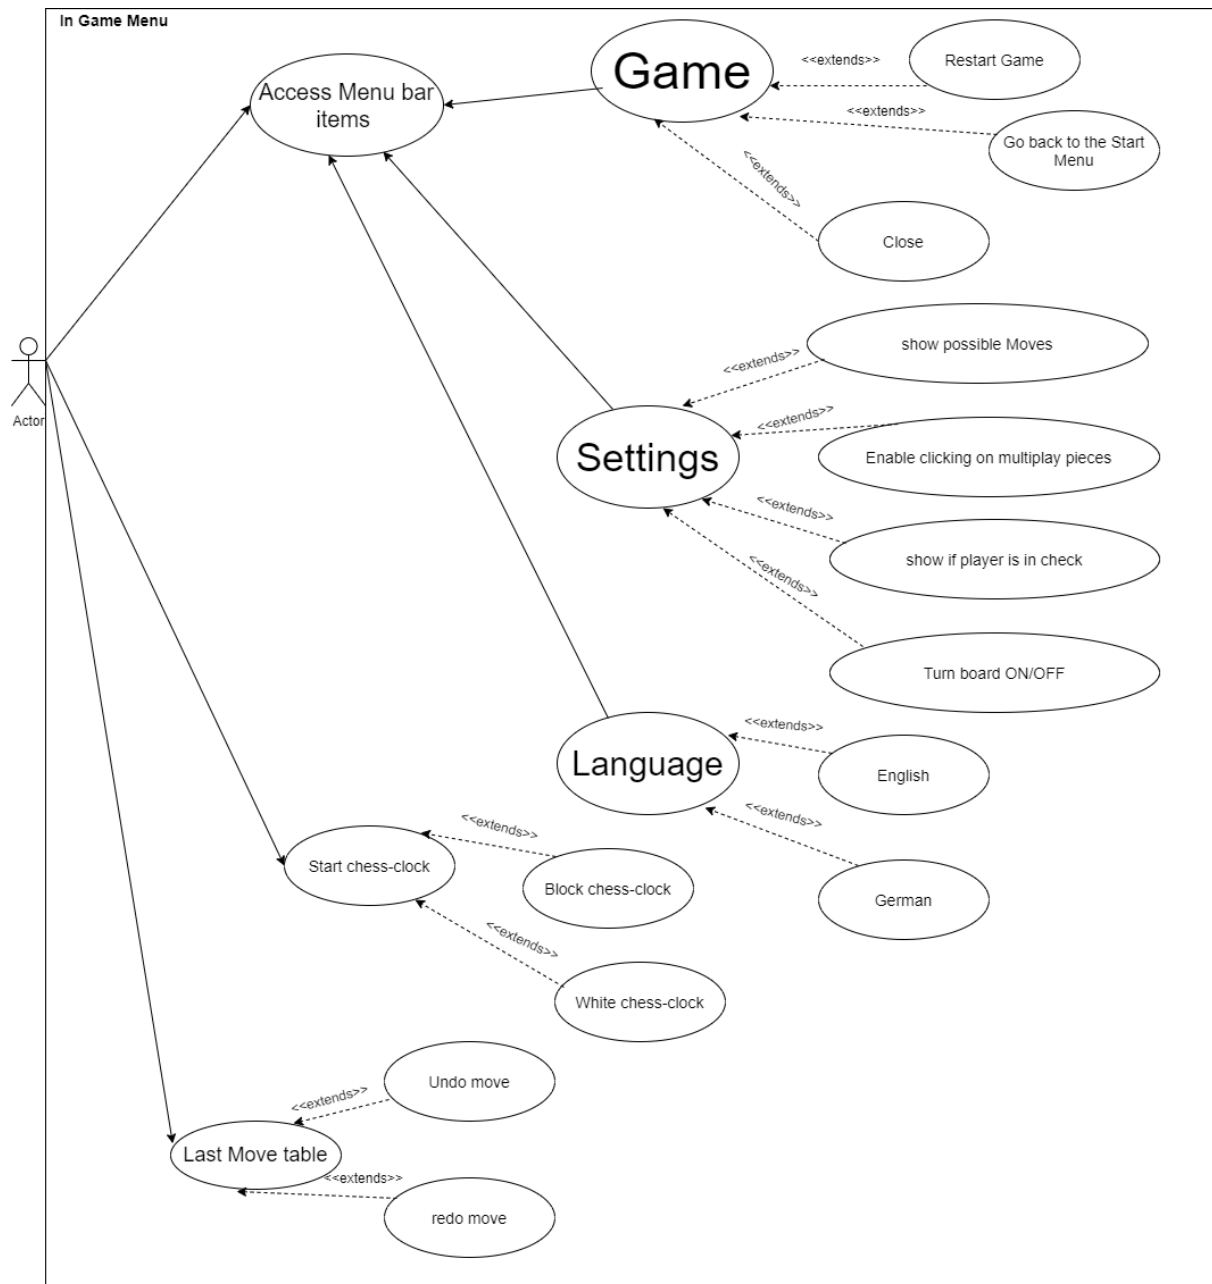 In Game Menu
Access Menu bar
items
Game
<<extends>>
Restart Game
<<extends>>
Go back to the Start
Menu
<<extends>>
Close
Actor
show possible Moves
<<extends>>
<<extends>>
Settings
Enable clicking on multiplay pieces
<<extends>>
show if player is in check
<<extends>>
Turn board ON/OFF
Language
<<extends>>
English
<<extends>>
German
Start chess-clock
<<extends>>
Block chess-clock
<<extends>>
White chess-clock
Undo move
<<extends>>
Last Move table
<<extends>>
redo move